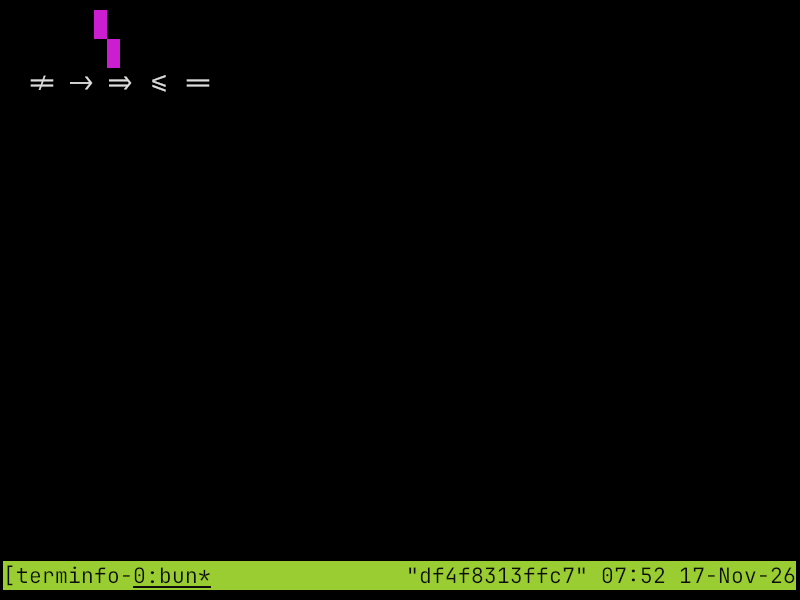 != -> => <= ==
[terminfo-0:bun* "df4f8313ffc7" 07:52 17-Nov-26